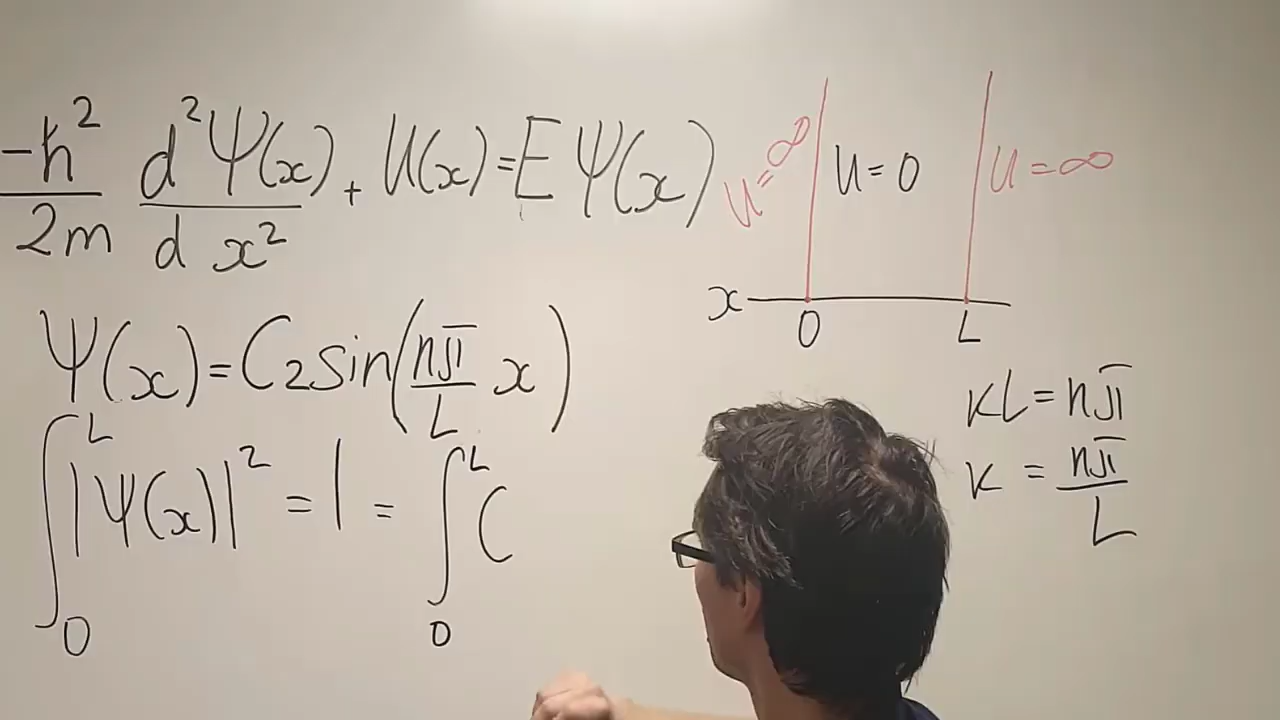 -ħ²/2m d²Ψ(x)/dx² + U(x) = EΨ(x)
U=∞ U=0 U=∞
x 0 L
Ψ(x) = C₂sin(nπ/L x)
∫₀ᴸ |Ψ(x)|² = 1 = ∫₀ᴸ C
KL = nπ
K = nπ/L